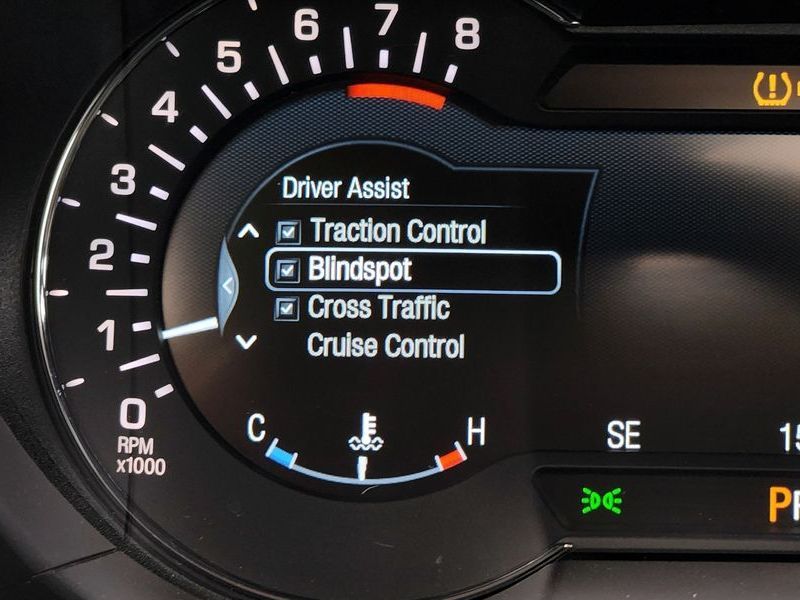 8
7
6
5
4
3
2
1
0
RPM
x1000
Driver Assist
Traction Control
Blindspot
Cross Traffic
Cruise Control
C H
SE
15
P